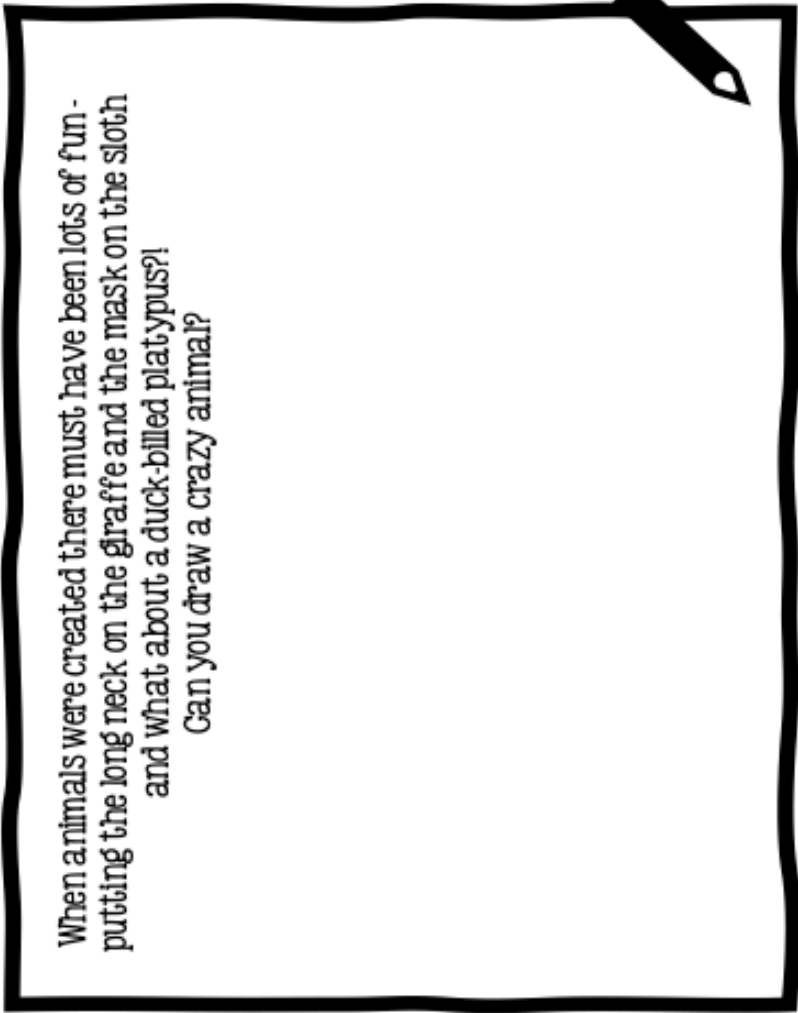 When animals were created there must have been lots of fun -
putting the long neck on the giraffe and the mask on the sloth
and what about a duck-billed platypus?!
Can you draw a crazy animal?